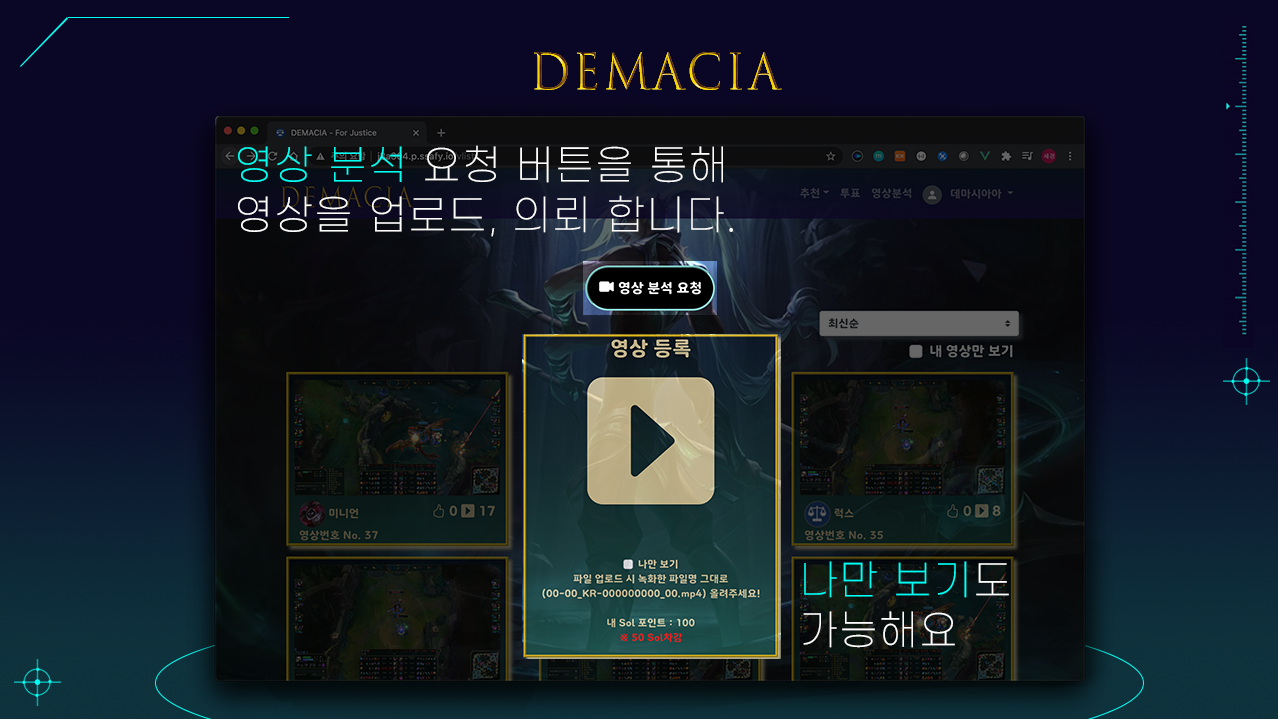 DEMACIA
DEMACIA - For Justice
영상 분석 요청 버튼을 통해
영상을 업로드, 의뢰 합니다.
DEMACIA
추천 투표 영상분석 데마시아아
영상 분석 요청
최신순
내 영상만 보기
영상 등록
미니언 0 17
영상번호 No. 37
럭스 0 8
영상번호 No. 35
나만 보기
파일 업로드 시 녹화한 파일명 그대로
(00-00_KR-000000000_00.mp4) 올려주세요!
내 Sol 포인트 : 100
※ 50 Sol차감
나만 보기도
가능해요